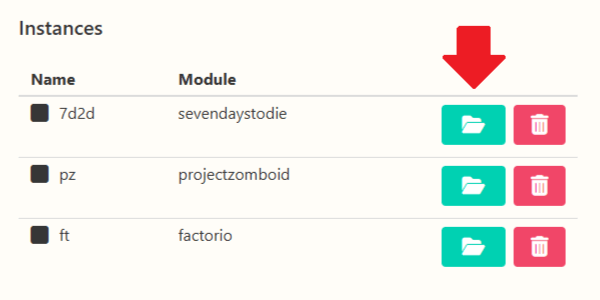 Instances
Name Module
7d2d sevendaystodie
pz projectzomboid
ft factorio